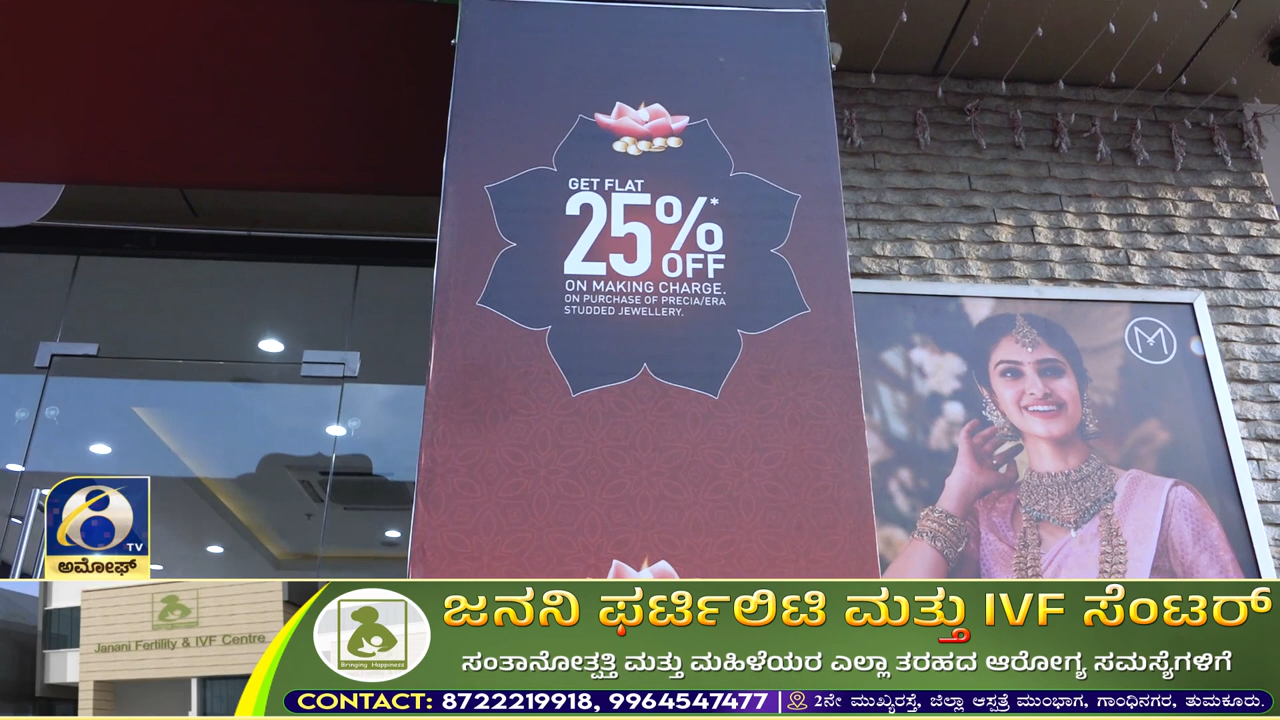 GET FLAT
25%*
OFF
ON MAKING CHARGE.
ON PURCHASE OF PRECIA/ERA
STUDDED JEWELLERY.
M
TV
ಅಮೋಘ್
Janani Fertility & IVF Centre
Bringing Happiness
ಜನನಿ ಫರ್ಟಿಲಿಟಿ ಮತ್ತು IVF ಸೆಂಟರ್
ಸಂತಾನೋತ್ಪತ್ತಿ ಮತ್ತು ಮಹಿಳೆಯರ ಎಲ್ಲಾ ತರಹದ ಆರೋಗ್ಯ ಸಮಸ್ಯೆಗಳಿಗೆ
CONTACT: 8722219918, 9964547477
2ನೇ ಮುಖ್ಯರಸ್ತೆ, ಜಿಲ್ಲಾ ಆಸ್ಪತ್ರೆ ಮುಂಭಾಗ, ಗಾಂಧಿನಗರ, ತುಮಕೂರು.